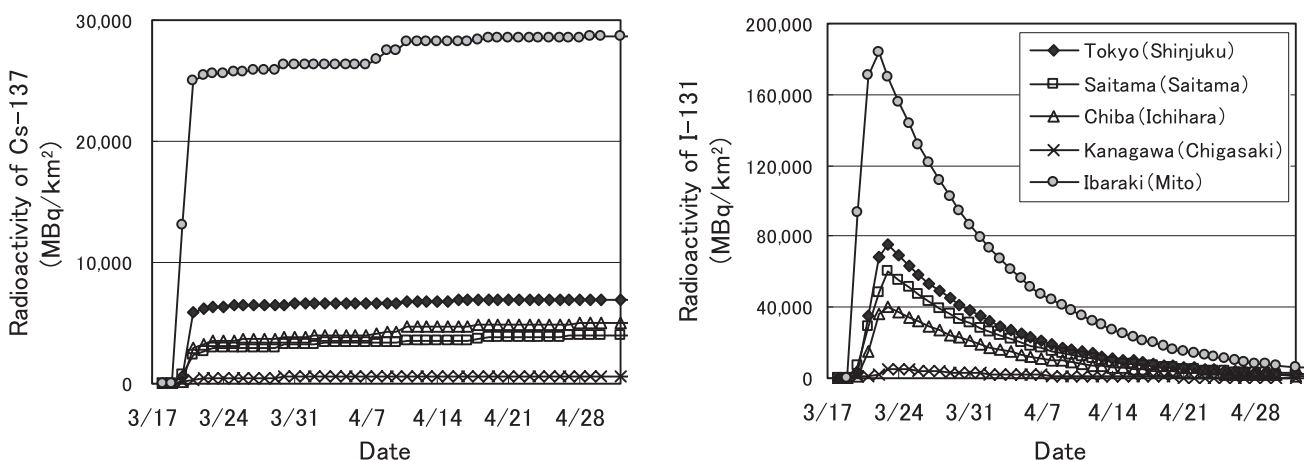 Radioactivity of Cs-137
(MBq/km²)
30,000
20,000
10,000
0
3/17
3/24
3/31
4/7
4/14
4/21
4/28
Date
Radioactivity of I-131
(MBq/km²)
200,000
160,000
120,000
80,000
40,000
0
3/17
3/24
3/31
4/7
4/14
4/21
4/28
Date
Tokyo(Shinjuku)
Saitama(Saitama)
Chiba(Ichihara)
Kanagawa(Chigasaki)
Ibaraki(Mito)